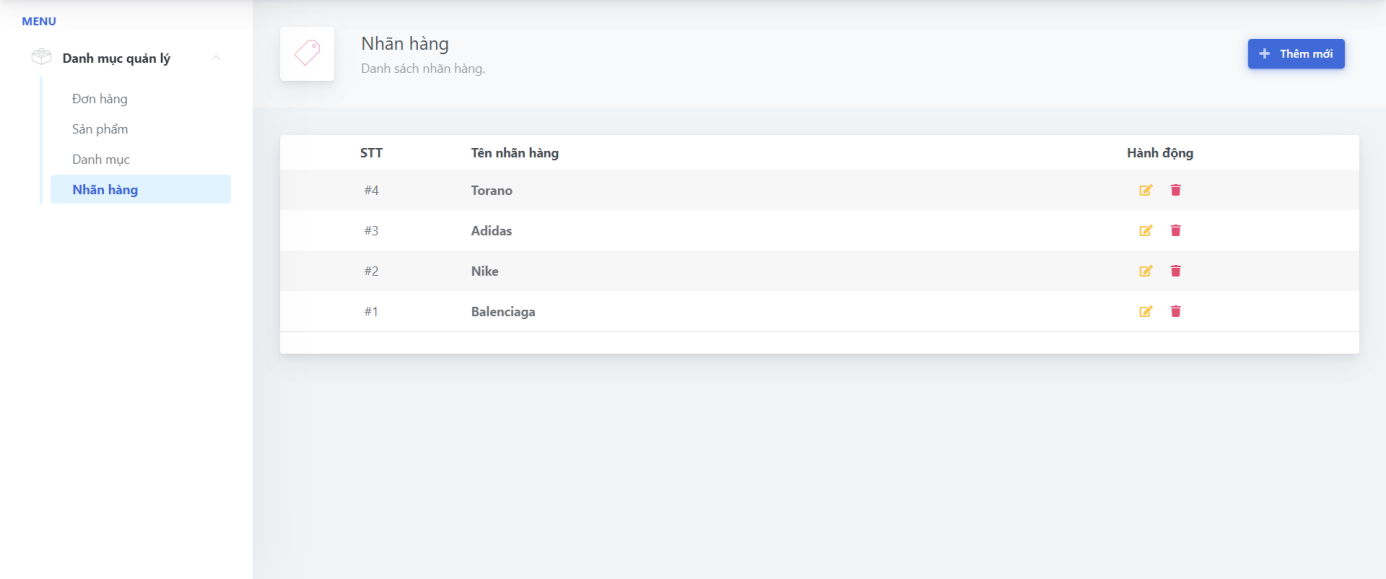 MENU
Danh mục quản lý
Đơn hàng
Sản phẩm
Danh mục
Nhãn hàng
Nhãn hàng
Danh sách nhãn hàng.
Thêm mới
STT Tên nhãn hàng Hành động
#4 Torano
#3 Adidas
#2 Nike
#1 Balenciaga